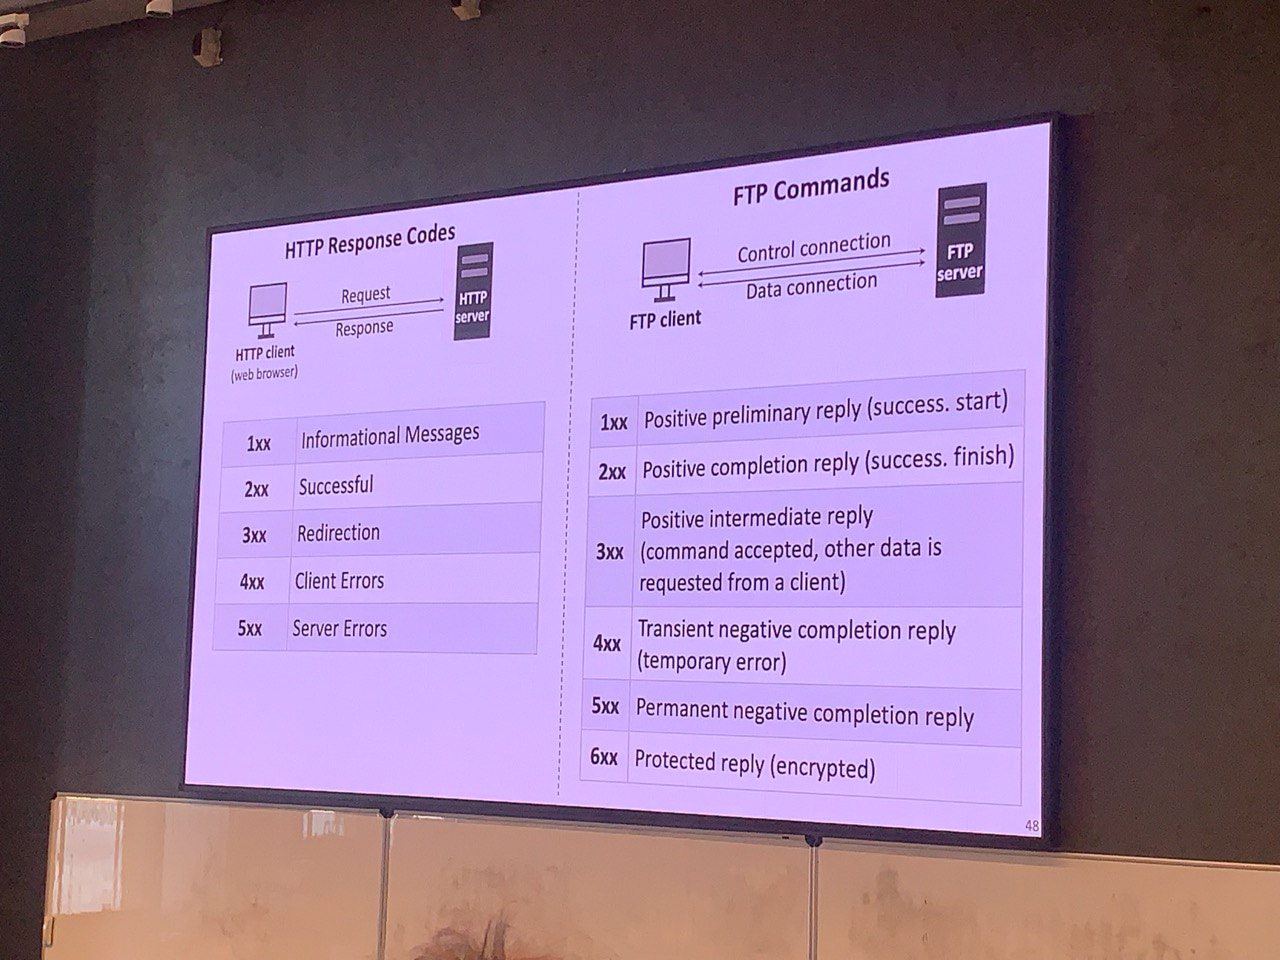 HTTP Response Codes
Request
Response
HTTP
server
HTTP client
(web browser)
1xx Informational Messages
2xx Successful
3xx Redirection
4xx Client Errors
5xx Server Errors
FTP Commands
Control connection
Data connection
FTP
server
FTP client
1xx Positive preliminary reply (success. start)
2xx Positive completion reply (success. finish)
3xx Positive intermediate reply
(command accepted, other data is
requested from a client)
4xx Transient negative completion reply
(temporary error)
5xx Permanent negative completion reply
6xx Protected reply (encrypted)
48